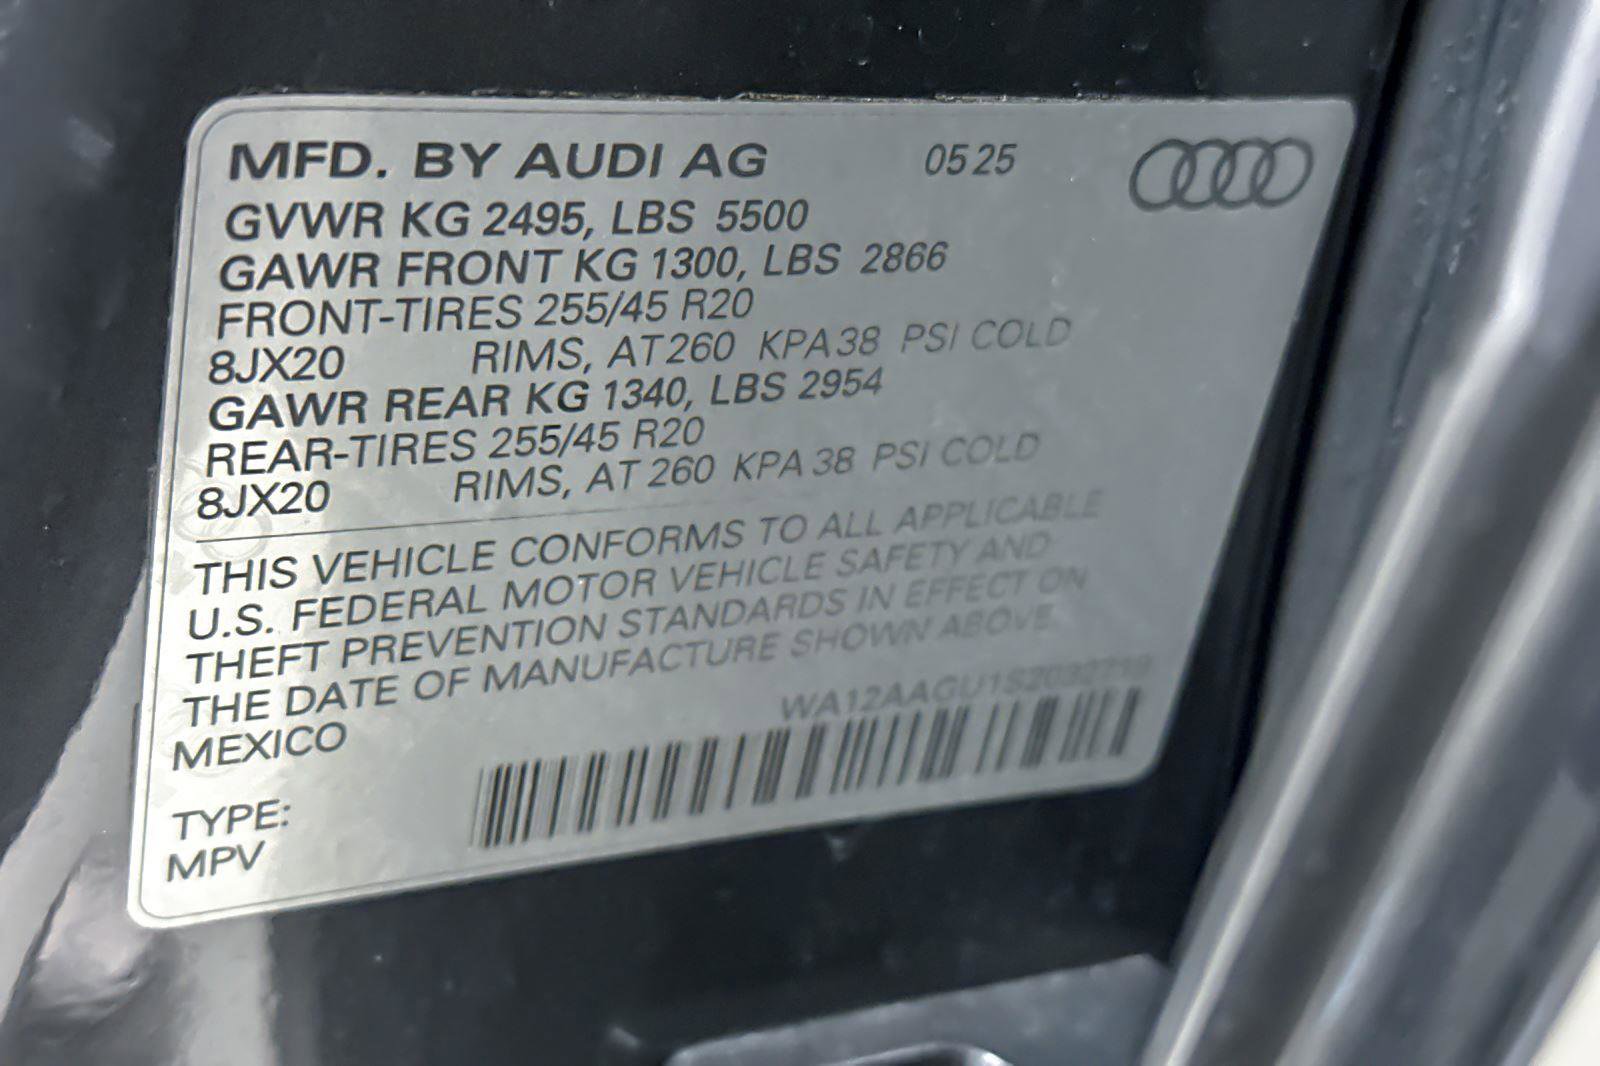 MFD. BY AUDI AG 05 25
GVWR KG 2495, LBS 5500
GAWR FRONT KG 1300, LBS 2866
FRONT-TIRES 255/45 R20
8JX20 RIMS, AT 260 KPA 38 PSI COLD
GAWR REAR KG 1340, LBS 2954
REAR-TIRES 255/45 R20
8JX20 RIMS, AT 260 KPA 38 PSI COLD
THIS VEHICLE CONFORMS TO ALL APPLICABLE
U.S. FEDERAL MOTOR VEHICLE SAFETY AND
THEFT PREVENTION STANDARDS IN EFFECT ON
THE DATE OF MANUFACTURE SHOWN ABOVE.
MEXICO
TYPE:
MPV